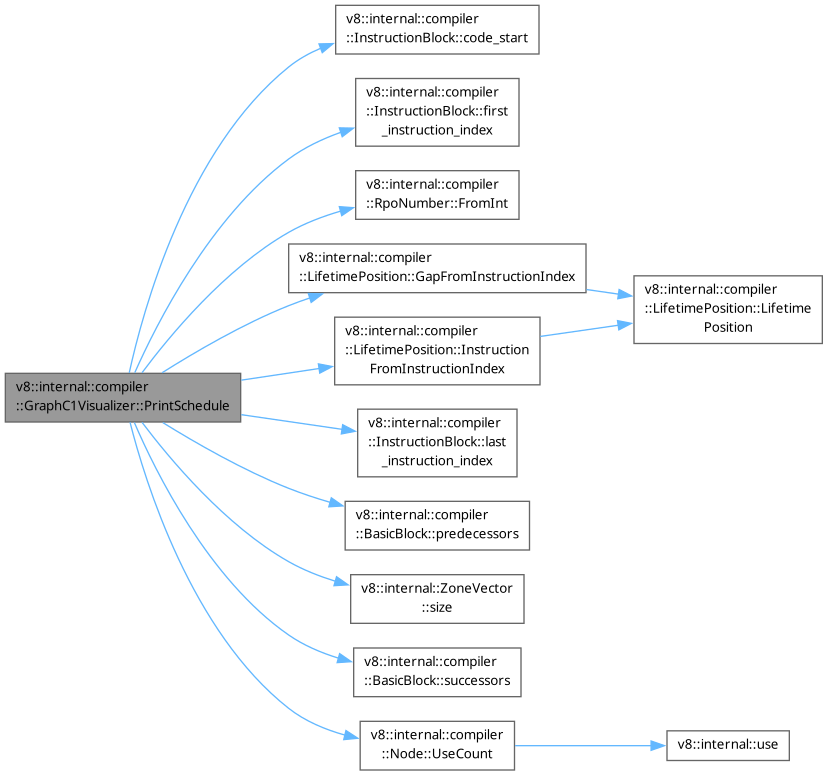 v8::internal::compiler
::InstructionBlock::code_start
v8::internal::compiler
::InstructionBlock::first
_instruction_index
v8::internal::compiler
::RpoNumber::FromInt
v8::internal::compiler
::LifetimePosition::GapFromInstructionIndex
v8::internal::compiler
::LifetimePosition::Lifetime
Position
v8::internal::compiler
::LifetimePosition::Instruction
FromInstructionIndex
v8::internal::compiler
::GraphC1Visualizer::PrintSchedule
v8::internal::compiler
::InstructionBlock::last
_instruction_index
v8::internal::compiler
::BasicBlock::predecessors
v8::internal::ZoneVector
::size
v8::internal::compiler
::BasicBlock::successors
v8::internal::compiler
::Node::UseCount
v8::internal::use